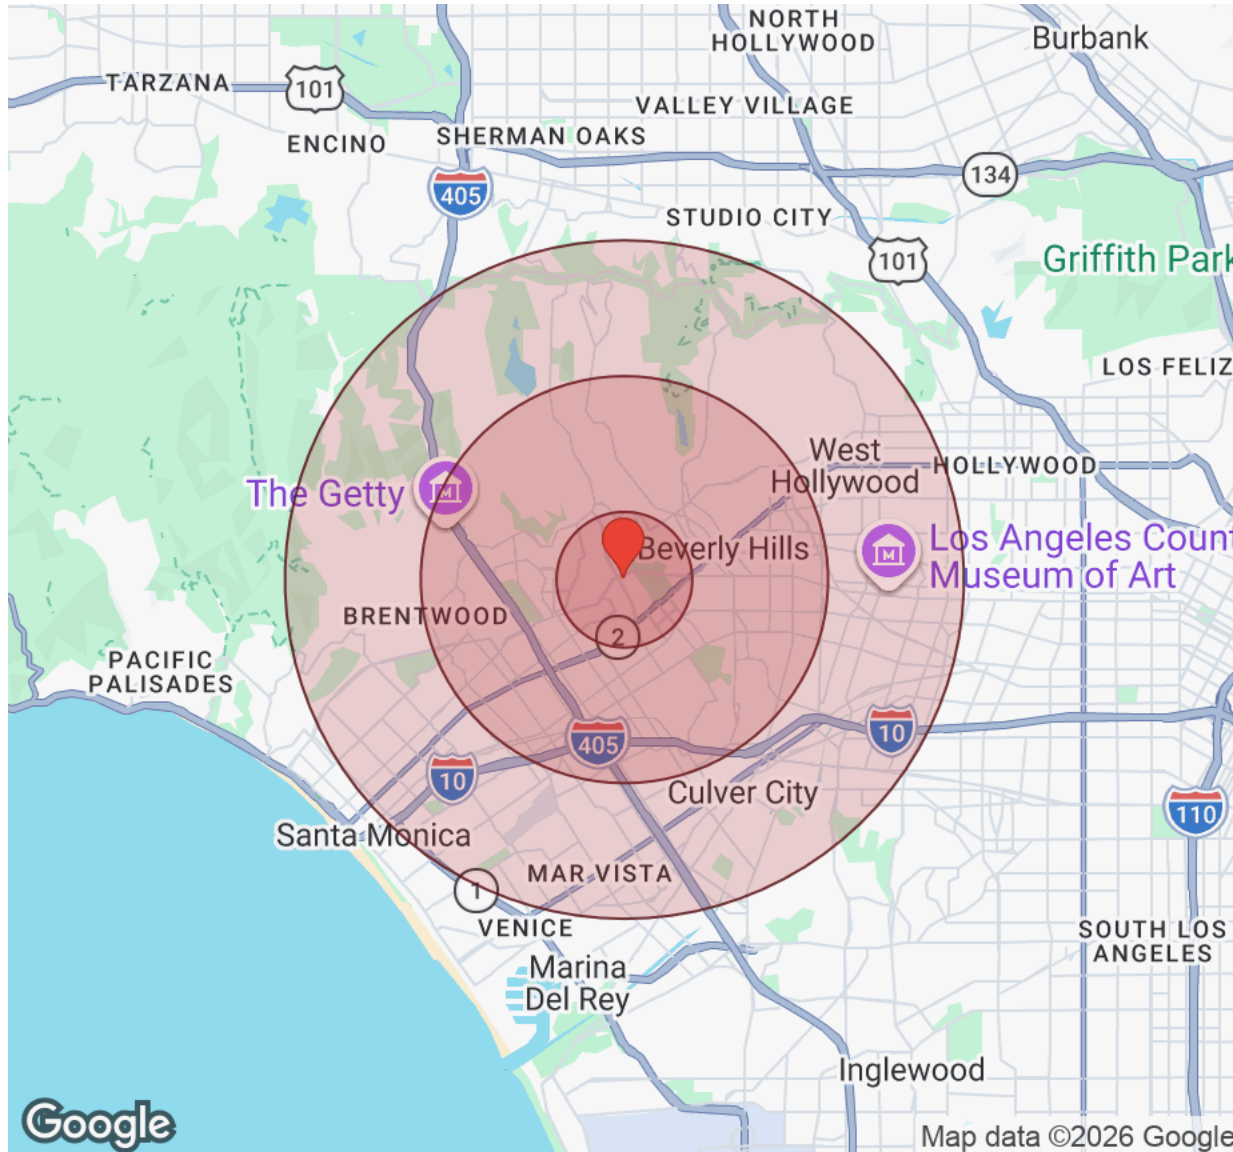 NORTH
HOLLYWOOD
Burbank
TARZANA
101
VALLEY VILLAGE
ENCINO
SHERMAN OAKS
134
405
STUDIO CITY
101
Griffith Park
LOS FELIZ
West
Hollywood
HOLLYWOOD
The Getty
Beverly Hills
Los Angeles Count
Museum of Art
BRENTWOOD
2
PACIFIC
PALISADES
405
10
10
Culver City
110
Santa Monica
MAR VISTA
1
VENICE
SOUTH LOS
ANGELES
Marina
Del Rey
Inglewood
Google
Map data ©2026 Google